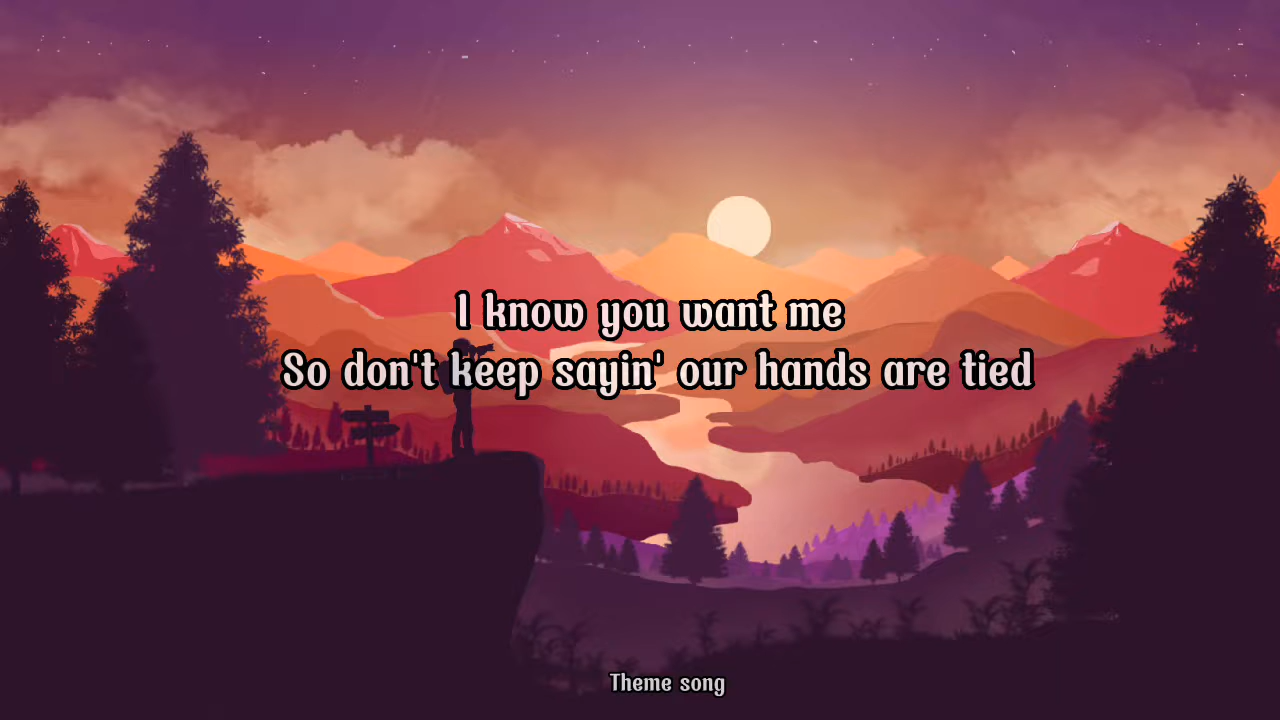 I know you want me
So don't keep sayin' our hands are tied
Theme song